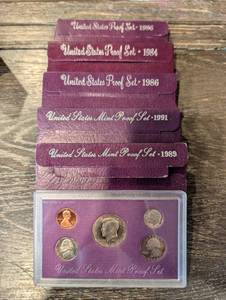 United States Proof Set - 1986
United States Proof Set - 1984
United States Proof Set - 1986
United States Mint Proof Set - 1991
United States Mint Proof Set - 1989
United States Mint Proof Set